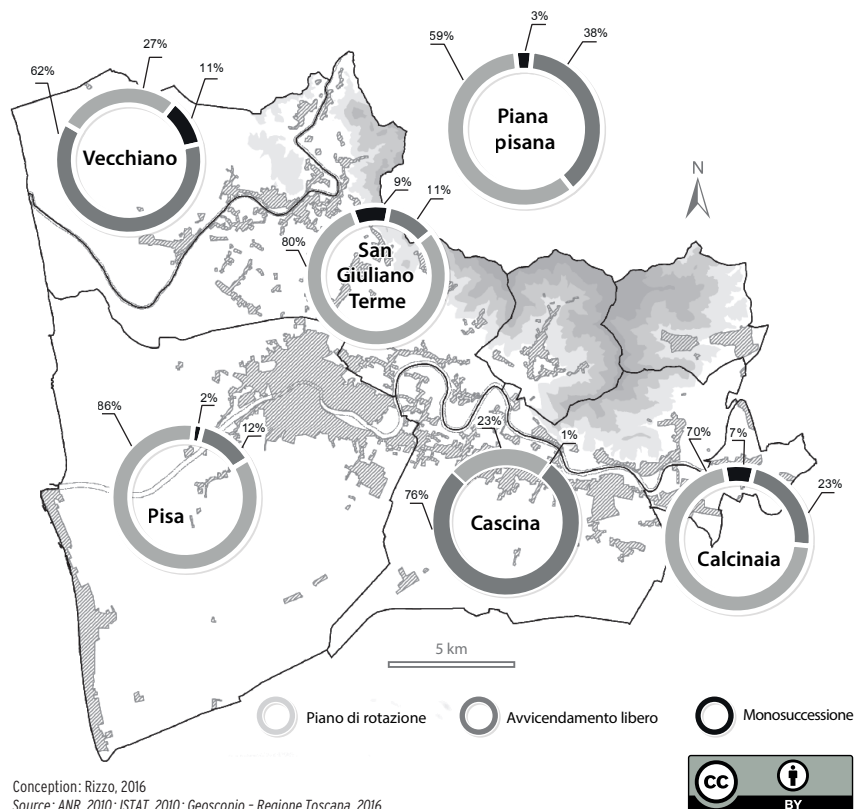 59%
3%
38%
Piana
pisana
62%
27%
11%
Vecchiano
N
80%
9%
11%
San
Giuliano
Terme
86%
2%
12%
Pisa
76%
23%
1%
Cascina
70%
7%
23%
Calcinaia
5 km
Piano di rotazione
Avvicendamento libero
Monosuccessione
Conception: Rizzo, 2016
Source: ANR, 2010; ISTAT, 2010; Geoscopio - Regione Toscana, 2016
cc
BY